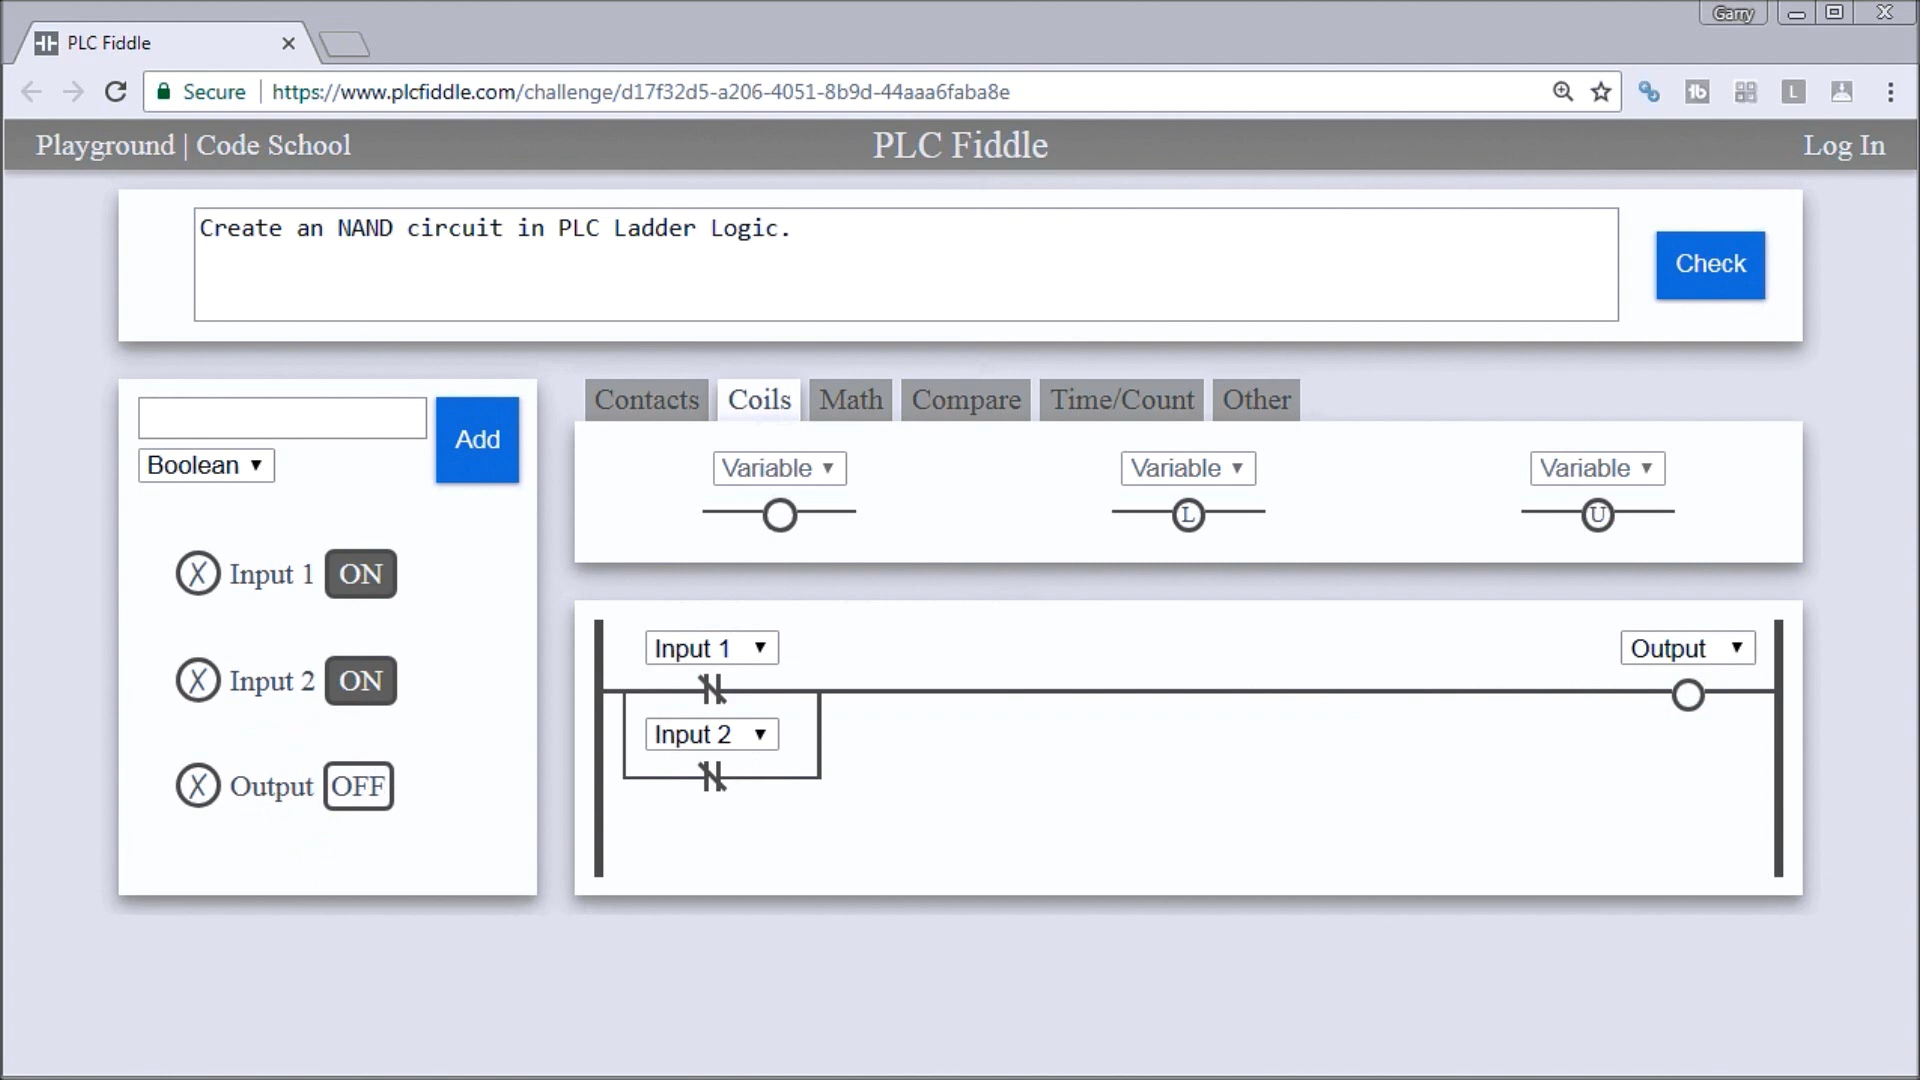 Garry
PLC Fiddle
Secure https://www.plcfiddle.com/challenge/d17f32d5-a206-4051-8b9d-44aaa6faba8e
Playground | Code School
PLC Fiddle
Log In
Create an NAND circuit in PLC Ladder Logic.
Check
Contacts Coils Math Compare Time/Count Other
Boolean
Add
Variable
Variable
Variable
L
U
X Input 1 ON
X Input 2 ON
X Output OFF
Input 1
Output
Input 2